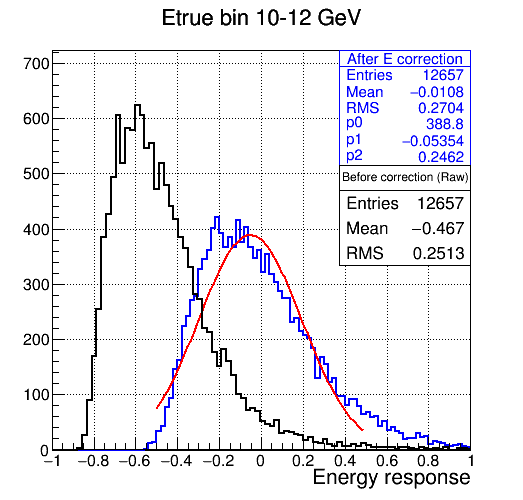 Etrue bin 10-12 GeV
After E correction
Entries 12657
Mean −0.0108
RMS 0.2704
p0 388.8
p1 −0.05354
p2 0.2462
Before correction (Raw)
Entries 12657
Mean −0.467
RMS 0.2513
700
600
500
400
300
200
100
0
−1 −0.8 −0.6 −0.4 −0.2 0 0.2 0.4 0.6 0.8 1
Energy response